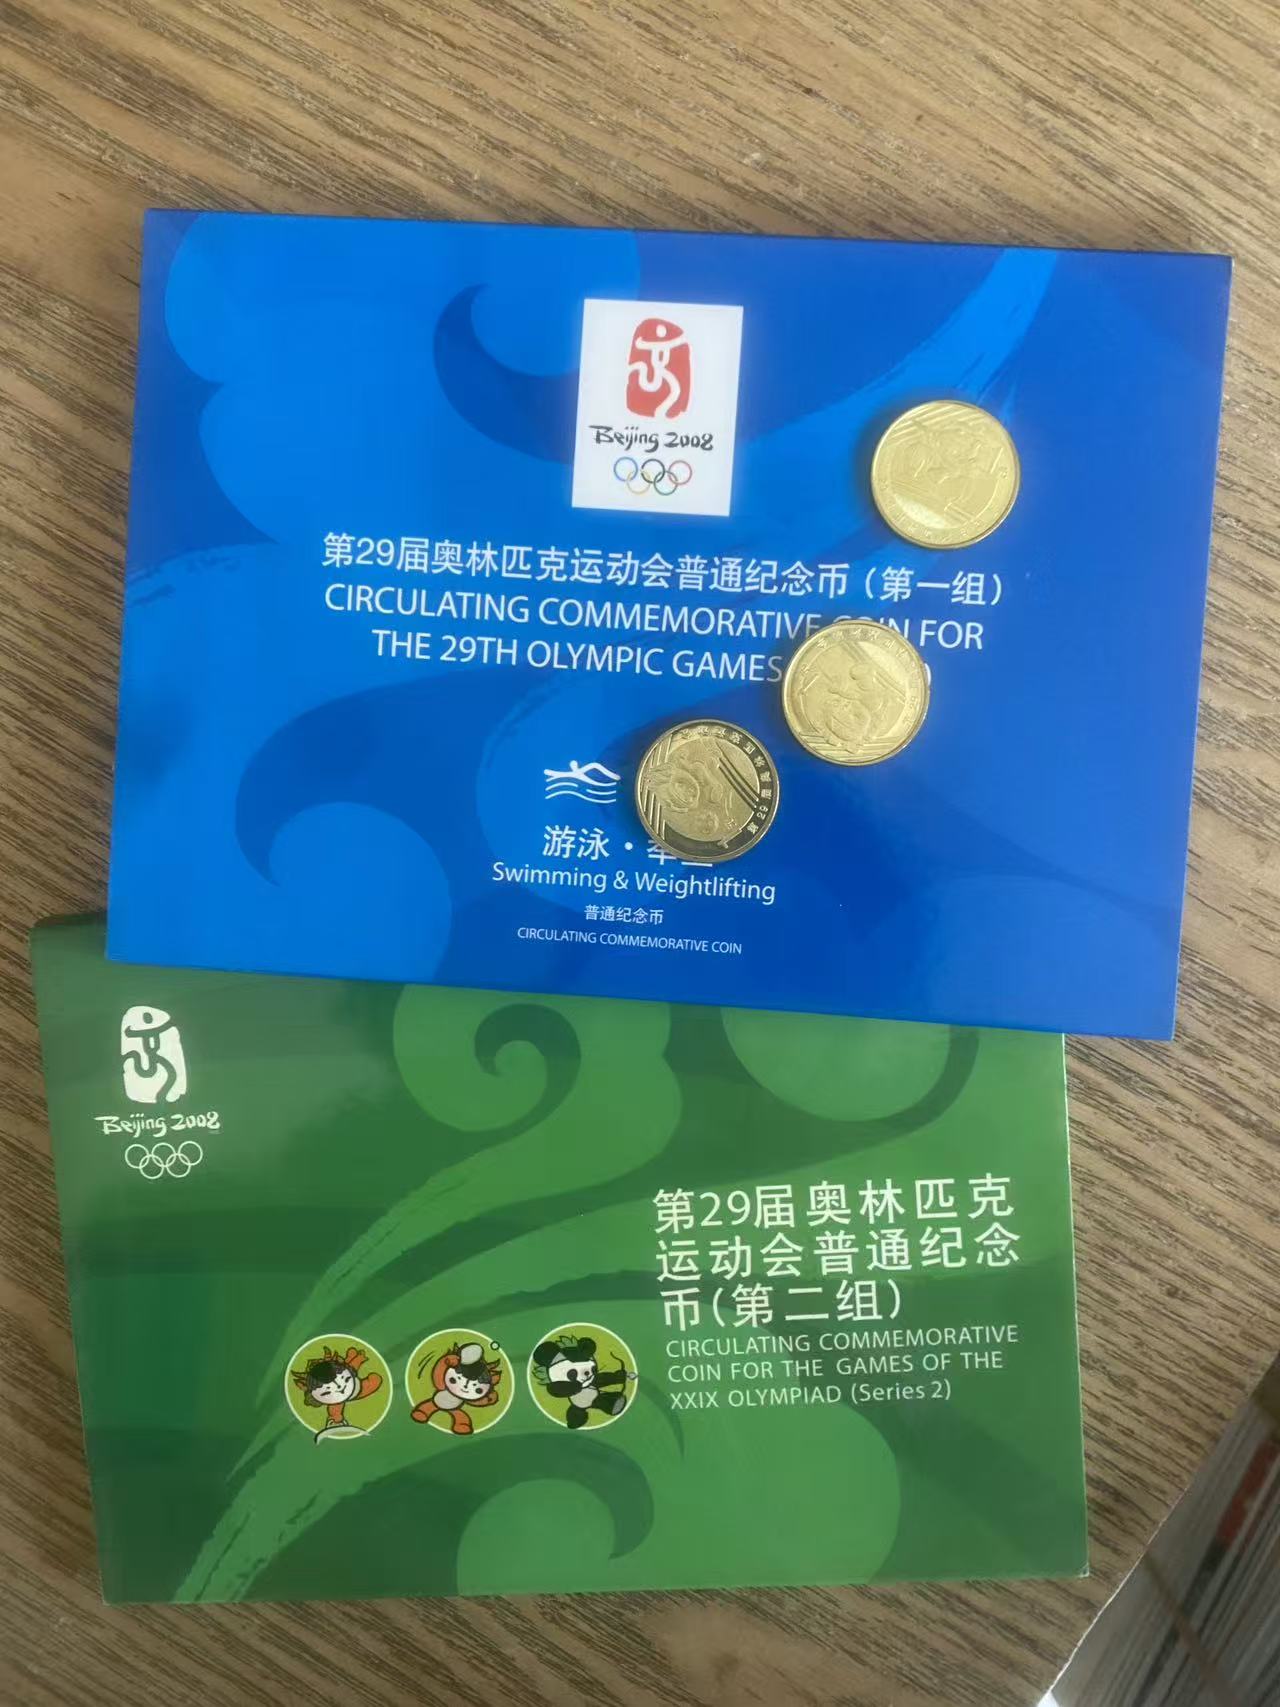 Beijing 2008
第29届奥林匹克运动会普通纪念币（第一组）
CIRCULATING COMMEMORATIVE COIN FOR
THE 29TH OLYMPIC GAMES
游泳·
Swimming & Weightlifting
普通纪念币
CIRCULATING COMMEMORATIVE COIN
Beijing 2008
第29届奥林匹克
运动会普通纪念
币(第二组)
CIRCULATING COMMEMORATIVE
COIN FOR THE GAMES OF THE
XXIX OLYMPIAD (Series 2)